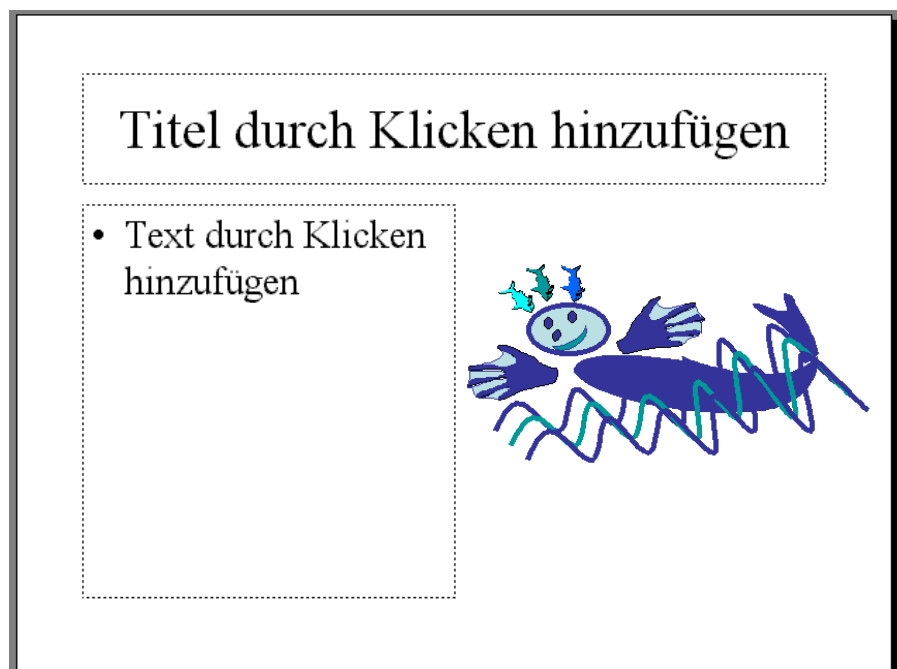 Titel durch Klicken hinzufügen
• Text durch Klicken
hinzufügen